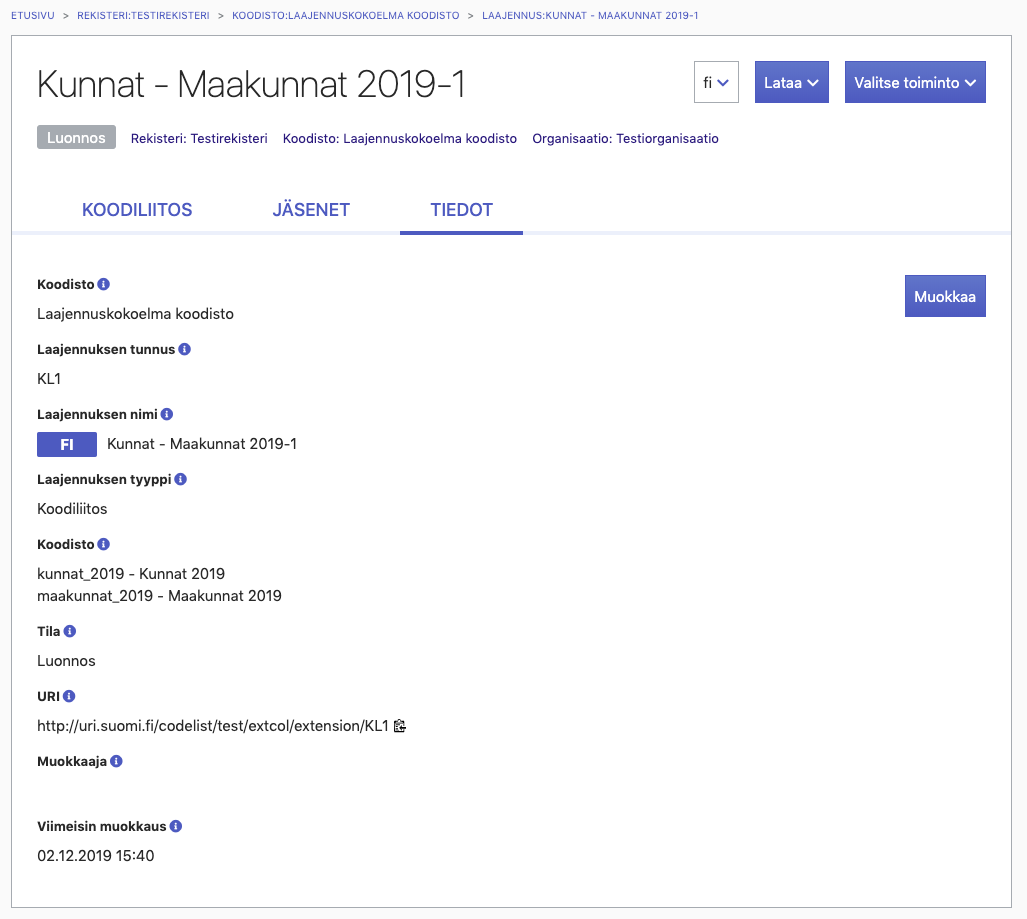 ETUSIVU > REKISTERI:TESTIREKISTERI > KOODISTO:LAAJENNUSKOKOELMA KOODISTO > LAAJENNUS:KUNNAT - MAAKUNNAT 2019-1
Kunnat - Maakunnat 2019-1
fi
Lataa
Valitse toiminto
Luonnos
Rekisteri: Testirekisteri
Koodisto: Laajennuskokoelma koodisto
Organisaatio: Testiorganisaatio
KOODILIITOS
JÄSENET
TIEDOT
Koodisto
Muokkaa
Laajennuskokoelma koodisto
Laajennuksen tunnus
KL1
Laajennuksen nimi
FI Kunnat - Maakunnat 2019-1
Laajennuksen tyyppi
Koodiliitos
Koodisto
kunnat_2019 - Kunnat 2019
maakunnat_2019 - Maakunnat 2019
Tila
Luonnos
URI
http://uri.suomi.fi/codelist/test/extcol/extension/KL1
Muokkaaja
Viimeisin muokkaus
02.12.2019 15:40